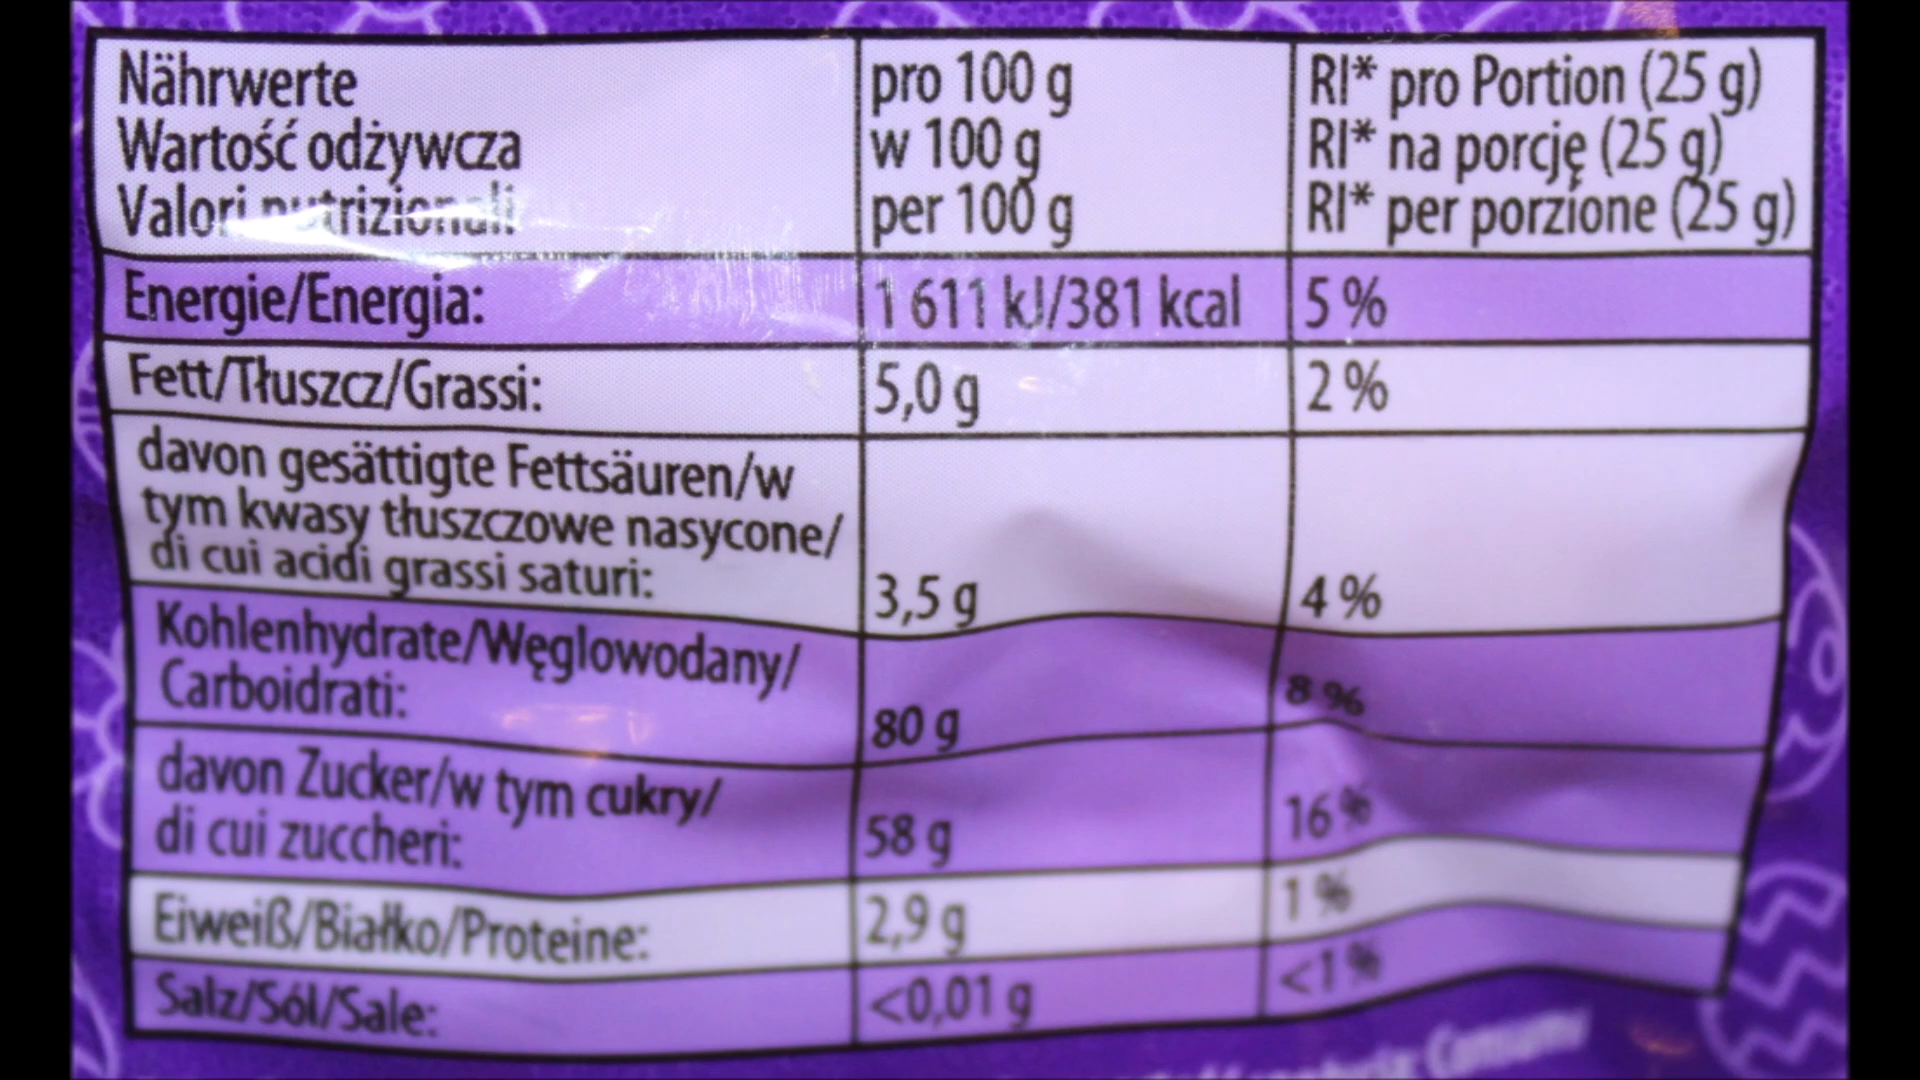 Nährwerte
Wartość odżywcza
Valori nutrizionali:
pro 100 g
w 100 g
per 100 g
RI* pro Portion (25 g)
RI* na porcję (25 g)
RI* per porzione (25 g)
Energie/Energia:
1 611 kJ/381 kcal
5 %
Fett/Tłuszcz/Grassi:
5,0 g
2 %
davon gesättigte Fettsäuren/w
tym kwasy tłuszczowe nasycone/
di cui acidi grassi saturi:
3,5 g
4 %
Kohlenhydrate/Węglowodany/
Carboidrati:
80 g
8 %
davon Zucker/w tym cukry/
di cui zuccheri:
58 g
16 %
Eiweiß/Białko/Proteine:
2,9 g
1 %
Salz/Sól/Sale:
<0,01 g
<1 %